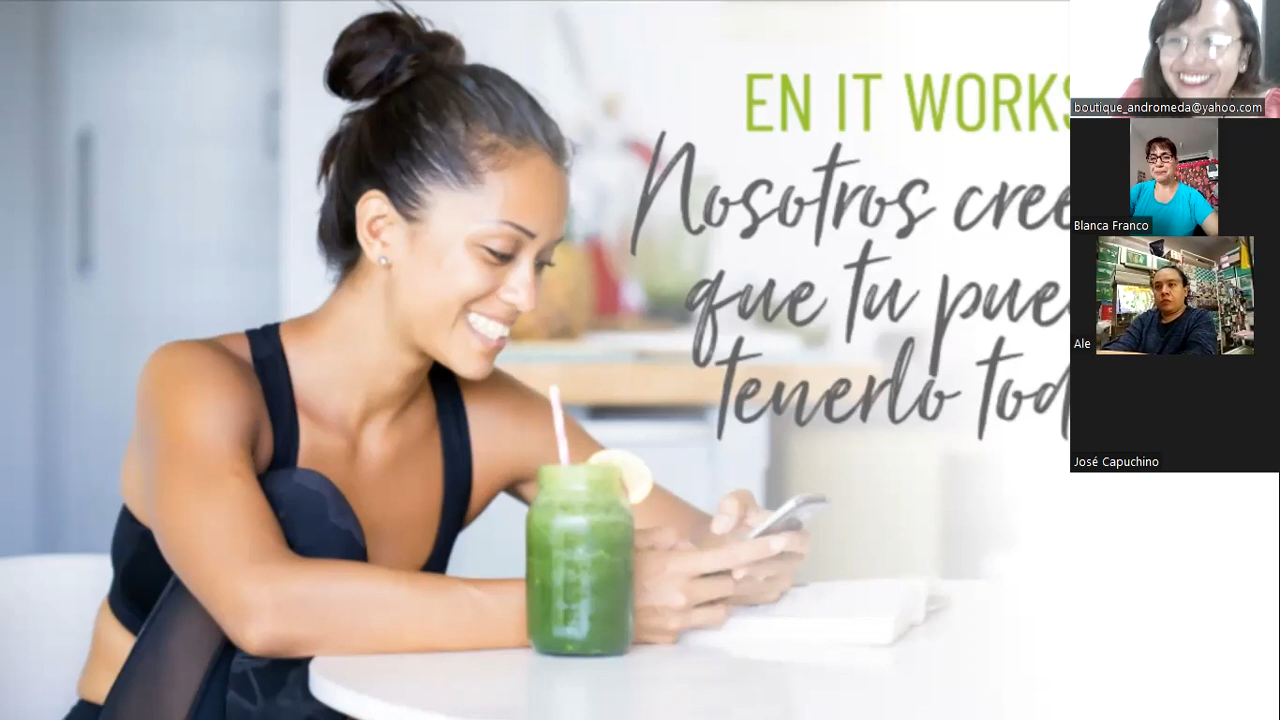 EN IT WORKS
Nosotros cree
que tu pue
tenerlo tod
boutique_andromeda@yahoo.com
Blanca Franco
Ale
José Capuchino